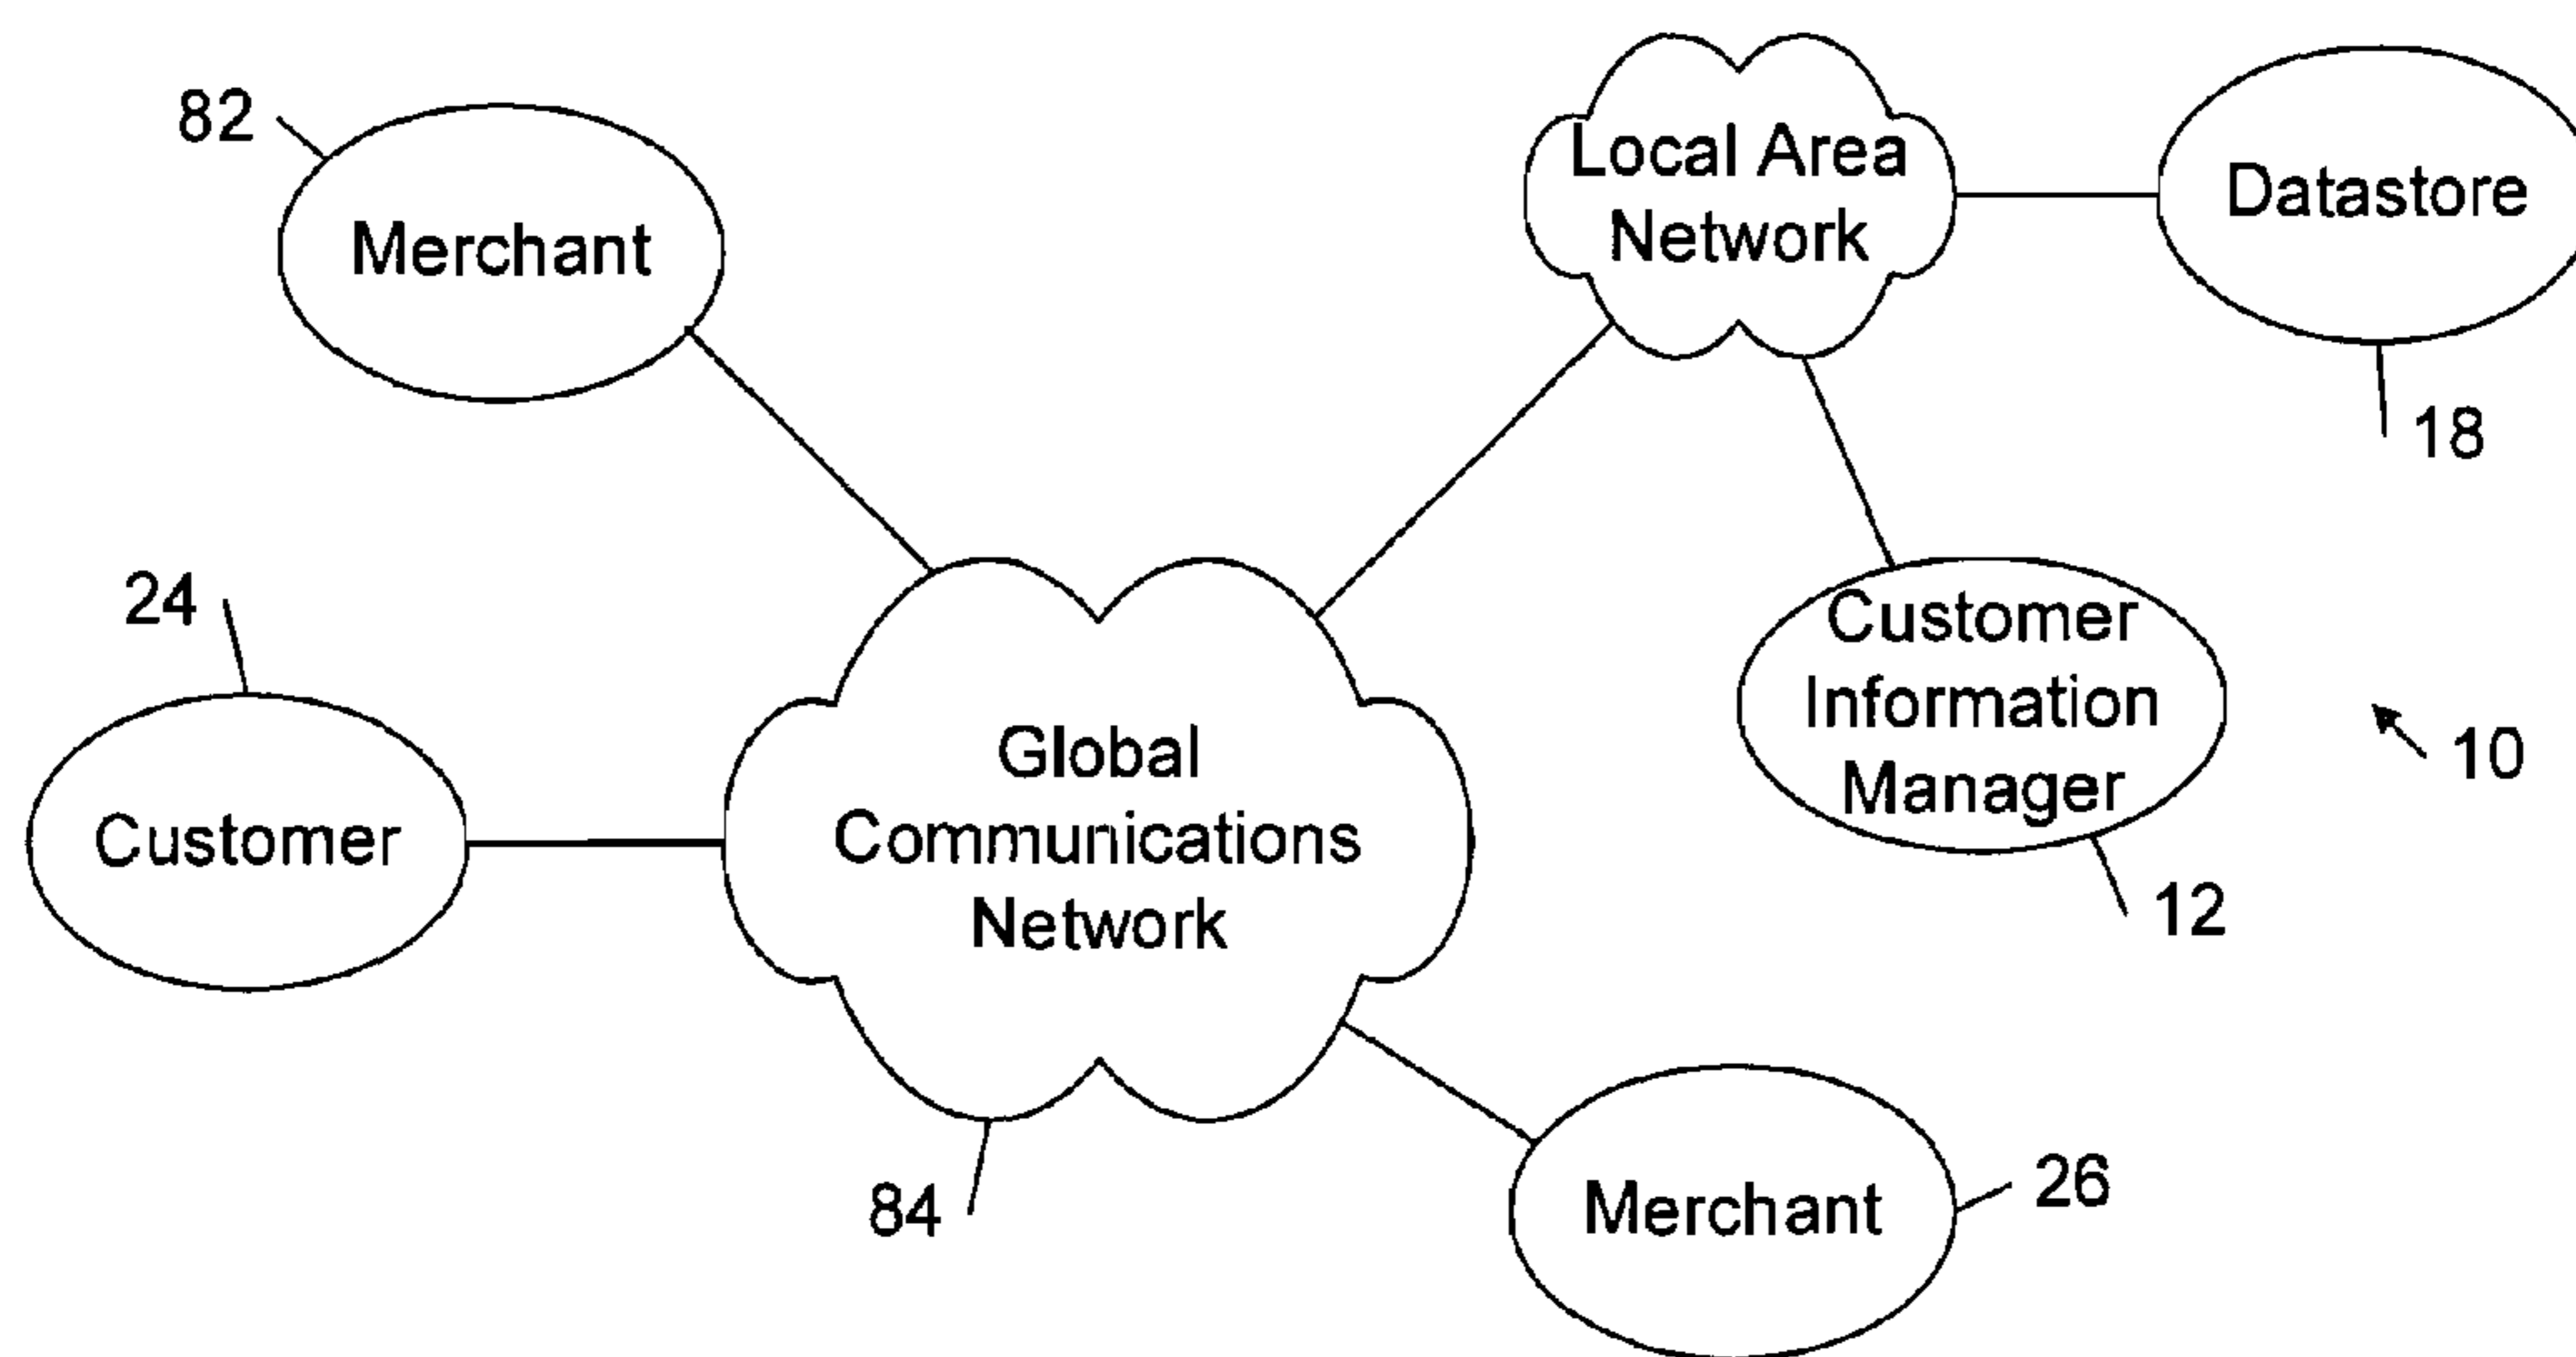 82
Merchant
Local Area
Network
Datastore
18
24
Customer
Global
Communications
Network
84
Customer
Information
Manager
10
12
Merchant
26